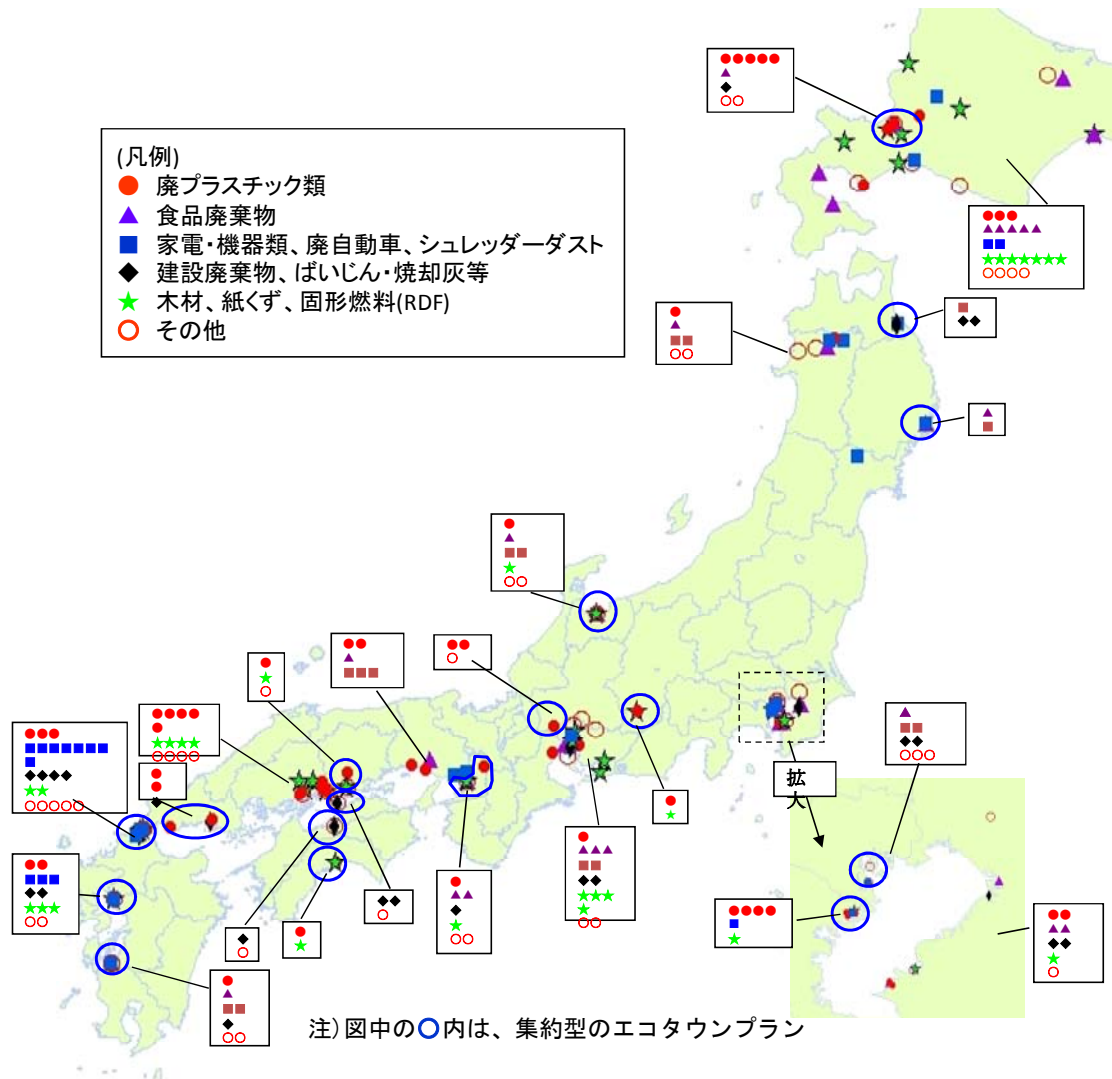 (凡例)
廃プラスチック類
食品廃棄物
家電・機器類、廃自動車、シュレッダーダスト
建設廃棄物、ばいじん・焼却灰等
木材、紙くず、固形燃料(RDF)
その他
拡
大
注)図中の○内は、集約型のエコタウンプラン